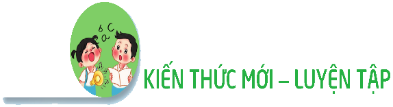 KIẾN THỨC MỚI – LUYỆN TẬP